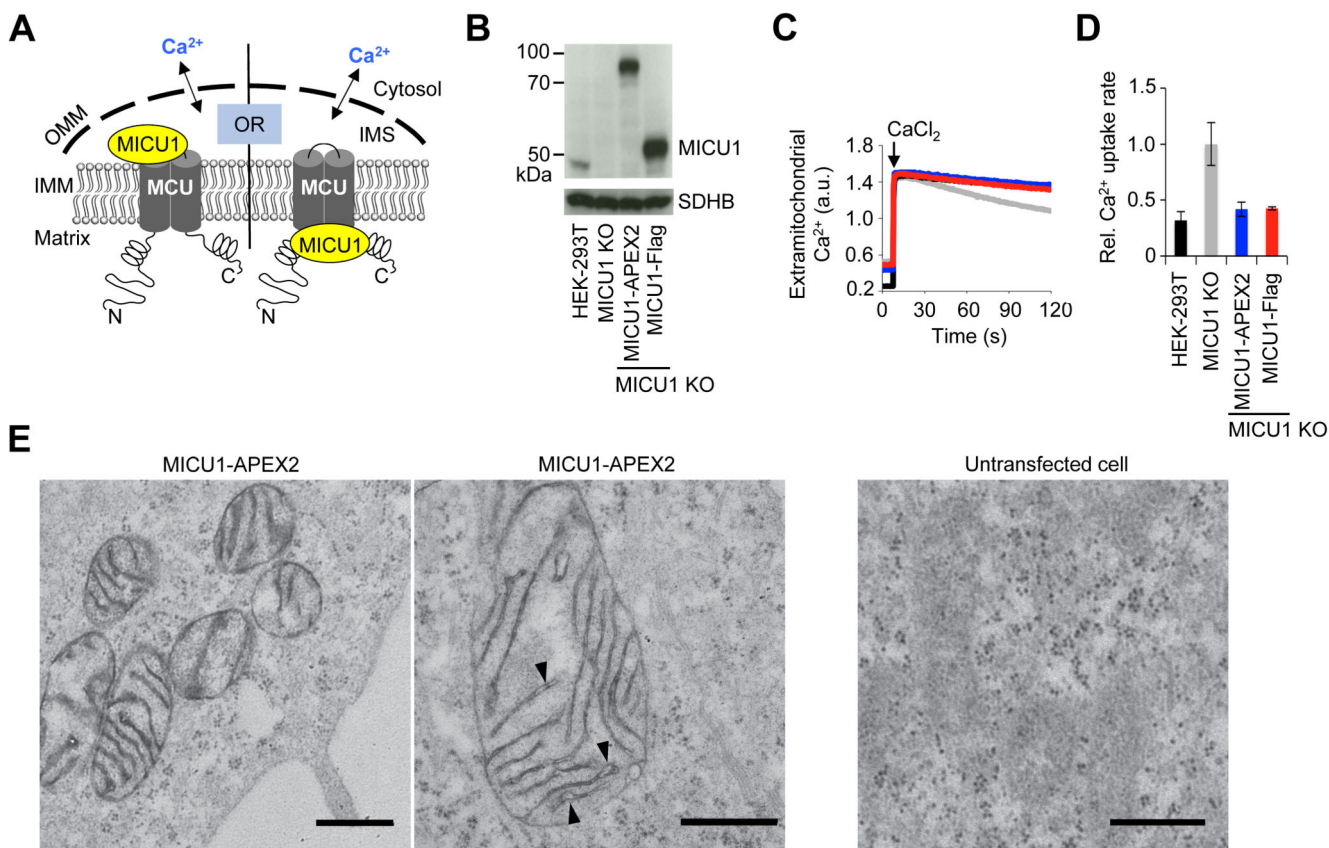 A
Ca2+
Ca2+
Cytosol
OMM
OR
IMS
MICU1
IMM
MCU
MCU
Matrix
MICU1
C
C
N
N
B
100
70
50
kDa
MICU1
SDHB
HEK-293T
MICU1 KO
MICU1-APEX2
MICU1-Flag
MICU1 KO
C
CaCl2
Extramitochondrial
Ca2+ (a.u.)
1.8
1.4
1.0
0.6
0.2
0 30 60 90 120
Time (s)
D
Rel. Ca2+ uptake rate
1.5
1.0
0.5
0
HEK-293T
MICU1 KO
MICU1-APEX2
MICU1-Flag
MICU1 KO
E
MICU1-APEX2
MICU1-APEX2
Untransfected cell